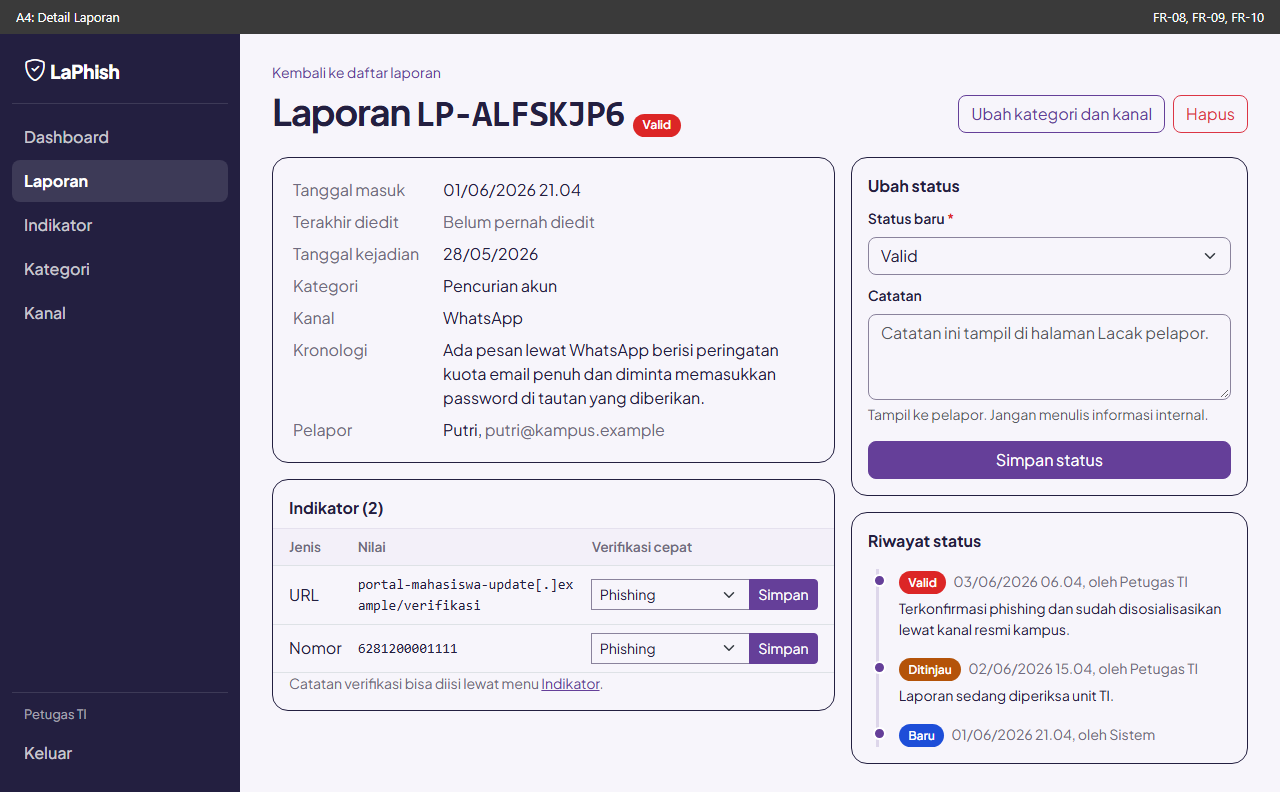 A4: Detail Laporan
FR-08, FR-09, FR-10
LaPhish
Dashboard
Laporan
Indikator
Kategori
Kanal
Petugas TI
Keluar
Kembali ke daftar laporan
Laporan LP-ALFSKJP6 Valid
Ubah kategori dan kanal
Hapus
Tanggal masuk 01/06/2026 21.04
Terakhir diedit Belum pernah diedit
Tanggal kejadian 28/05/2026
Kategori Pencurian akun
Kanal WhatsApp
Kronologi Ada pesan lewat WhatsApp berisi peringatan
kuota email penuh dan diminta memasukkan
password di tautan yang diberikan.
Pelapor Putri, putri@kampus.example
Indikator (2)
Jenis Nilai Verifikasi cepat
URL portal-mahasiswa-update[.]ex
ample/verifikasi
Phishing Simpan
Nomor 6281200001111 Phishing Simpan
Catatan verifikasi bisa diisi lewat menu Indikator.
Ubah status
Status baru *
Valid
Catatan
Catatan ini tampil di halaman Lacak pelapor.
Tampil ke pelapor. Jangan menulis informasi internal.
Simpan status
Riwayat status
Valid 03/06/2026 06.04, oleh Petugas TI
Terkonfirmasi phishing dan sudah disosialisasikan
lewat kanal resmi kampus.
Ditinjau 02/06/2026 15.04, oleh Petugas TI
Laporan sedang diperiksa unit TI.
Baru 01/06/2026 21.04, oleh Sistem